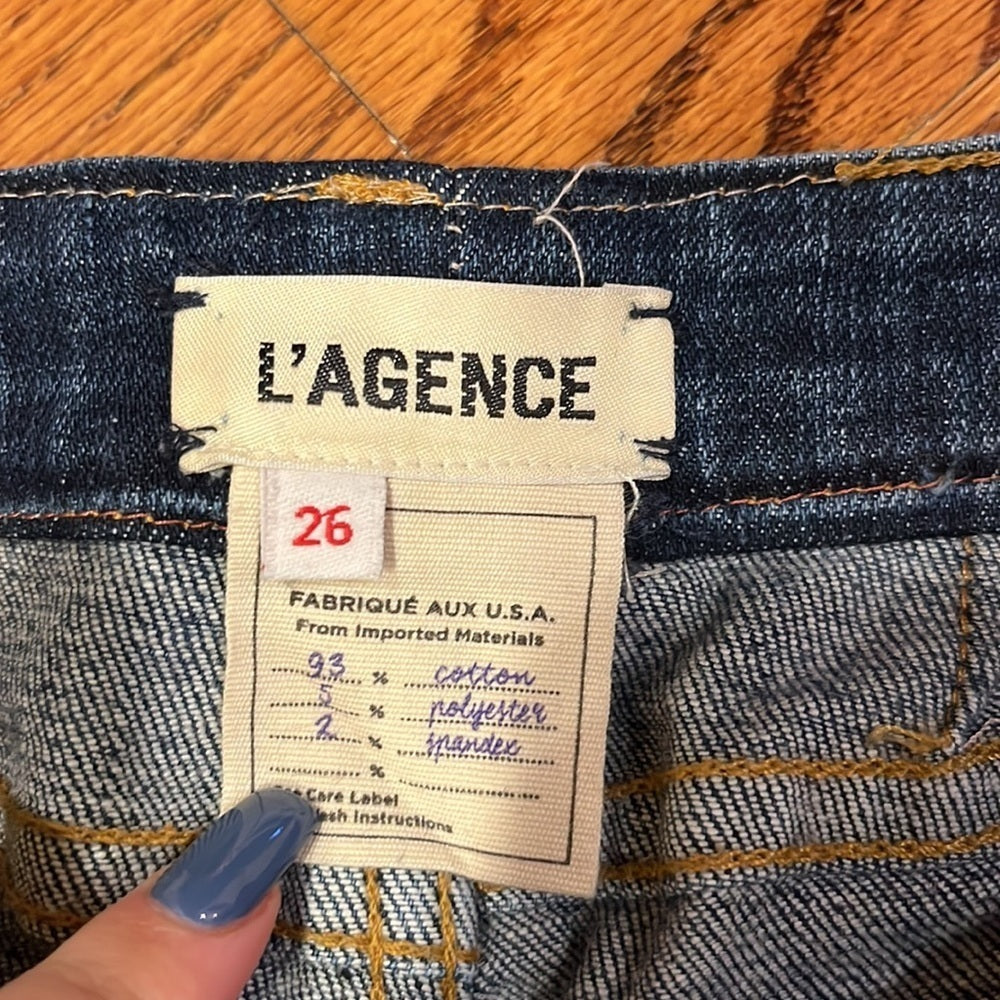 L'AGENCE
26
FABRIQUÉ AUX U.S.A.
From Imported Materials
93 % cotton
5 % polyester
2 % spandex
%
Care Label
Instructions